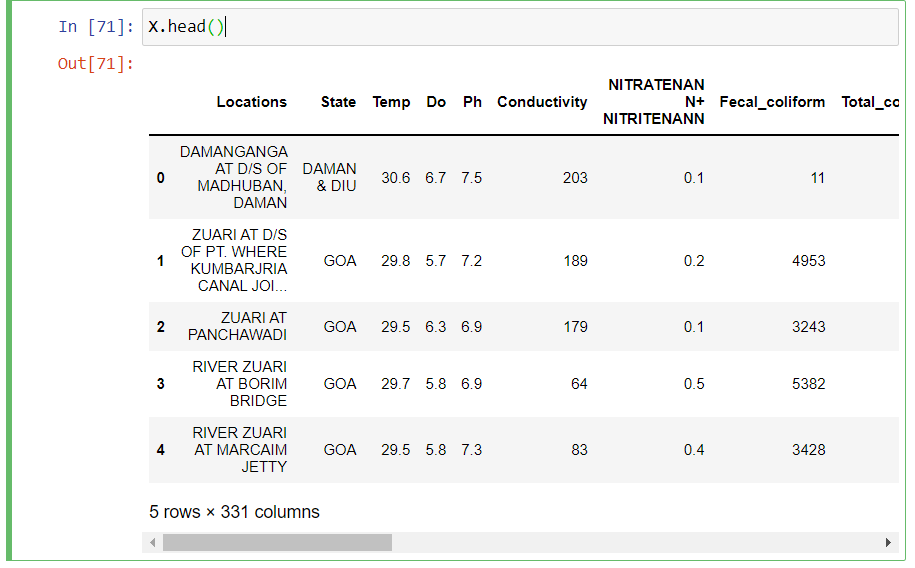 In [71]: X.head()
Out[71]:
Locations State Temp Do Ph Conductivity NITRATENAN N+ NITRITENANN Fecal_coliform Total_co
0 DAMANGANGA AT D/S OF MADHUBAN, DAMAN DAMAN & DIU 30.6 6.7 7.5 203 0.1 11
1 ZUARI AT D/S OF PT. WHERE KUMBARJRIA CANAL JOI... GOA 29.8 5.7 7.2 189 0.2 4953
2 ZUARI AT PANCHAWADI GOA 29.5 6.3 6.9 179 0.1 3243
3 RIVER ZUARI AT BORIM BRIDGE GOA 29.7 5.8 6.9 64 0.5 5382
4 RIVER ZUARI AT MARCAIM JETTY GOA 29.5 5.8 7.3 83 0.4 3428
5 rows × 331 columns